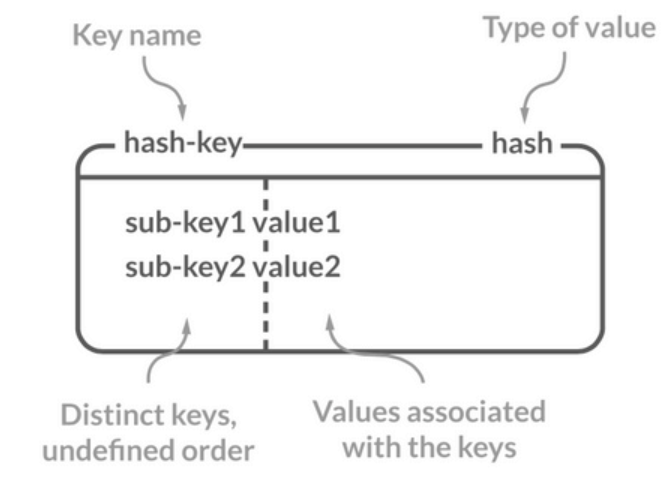 Key name
Type of value
hash-key
hash
sub-key1 value1
sub-key2 value2
Distinct keys,
undefined order
Values associated
with the keys